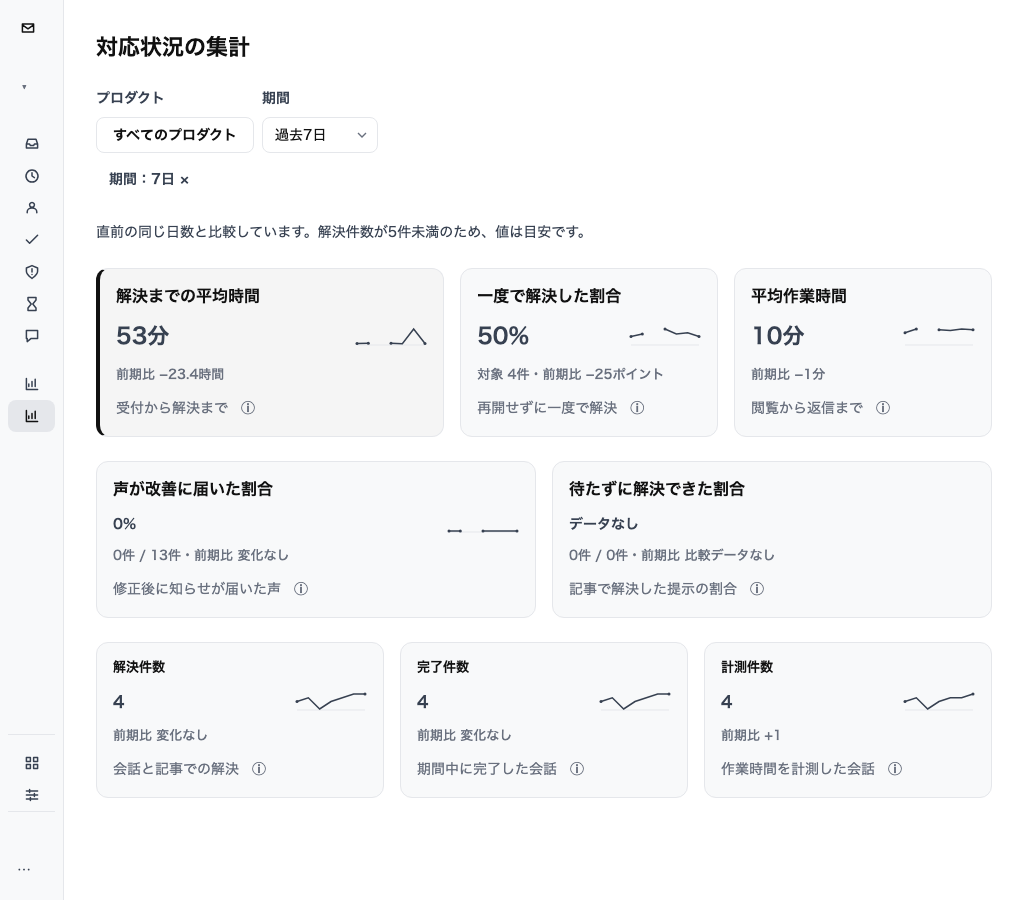 対応状況の集計
プロダクト
期間
すべてのプロダクト
過去7日
期間：7日 ×
直前の同じ日数と比較しています。解決件数が5件未満のため、値は目安です。
解決までの平均時間
53分
前期比 −23.4時間
受付から解決まで
一度で解決した割合
50%
対象 4件・前期比 −25ポイント
再開せずに一度で解決
平均作業時間
10分
前期比 −1分
閲覧から返信まで
声が改善に届いた割合
0%
0件 / 13件・前期比 変化なし
修正後に知らせが届いた声
待たずに解決できた割合
データなし
0件 / 0件・前期比 比較データなし
記事で解決した提示の割合
解決件数
4
前期比 変化なし
会話と記事での解決
完了件数
4
前期比 変化なし
期間中に完了した会話
計測件数
4
前期比 +1
作業時間を計測した会話